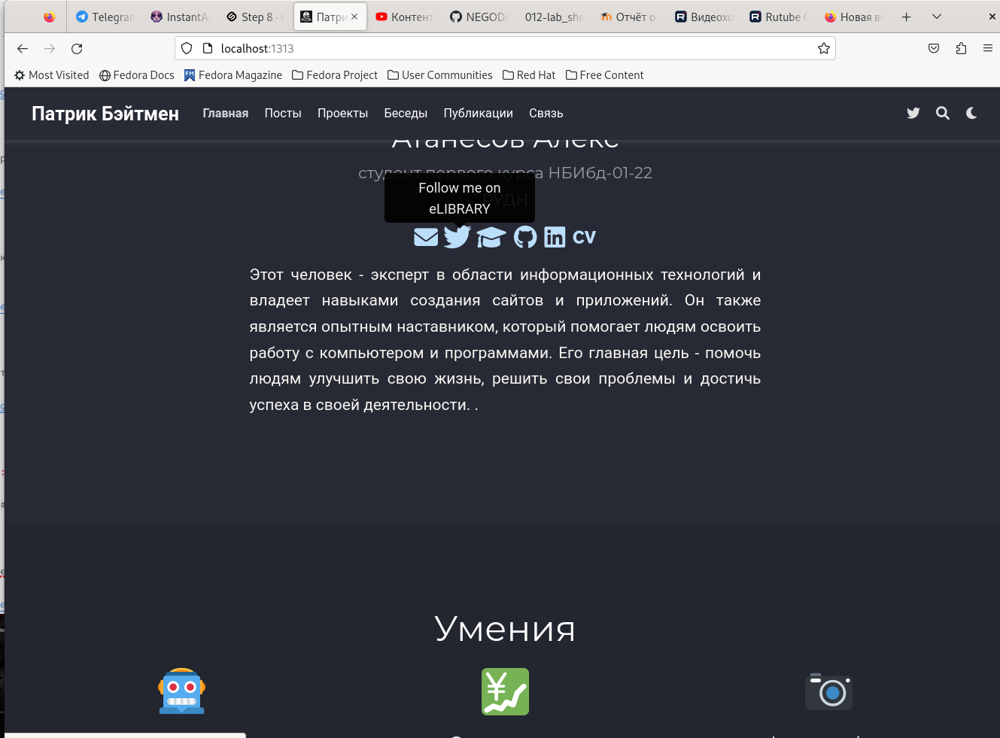 Telegram
InstantA
Step 8 ·
Патри
Контент
NEGODA
012-lab_she
Отчёт о
Видеохо
Rutube
Новая в
localhost:1313
Most Visited
Fedora Docs
Fedora Magazine
Fedora Project
User Communities
Red Hat
Free Content
Патрик Бэйтмен
Главная
Посты
Проекты
Беседы
Публикации
Связь
Атанесов Алекс
студент первого курса НБИбд-01-22
РУДН
Follow me on
eLIBRARY
CV
Этот человек - эксперт в области информационных технологий и
владеет навыками создания сайтов и приложений. Он также
является опытным наставником, который помогает людям освоить
работу с компьютером и программами. Его главная цель - помочь
людям улучшить свою жизнь, решить свои проблемы и достичь
успеха в своей деятельности. .
Умения